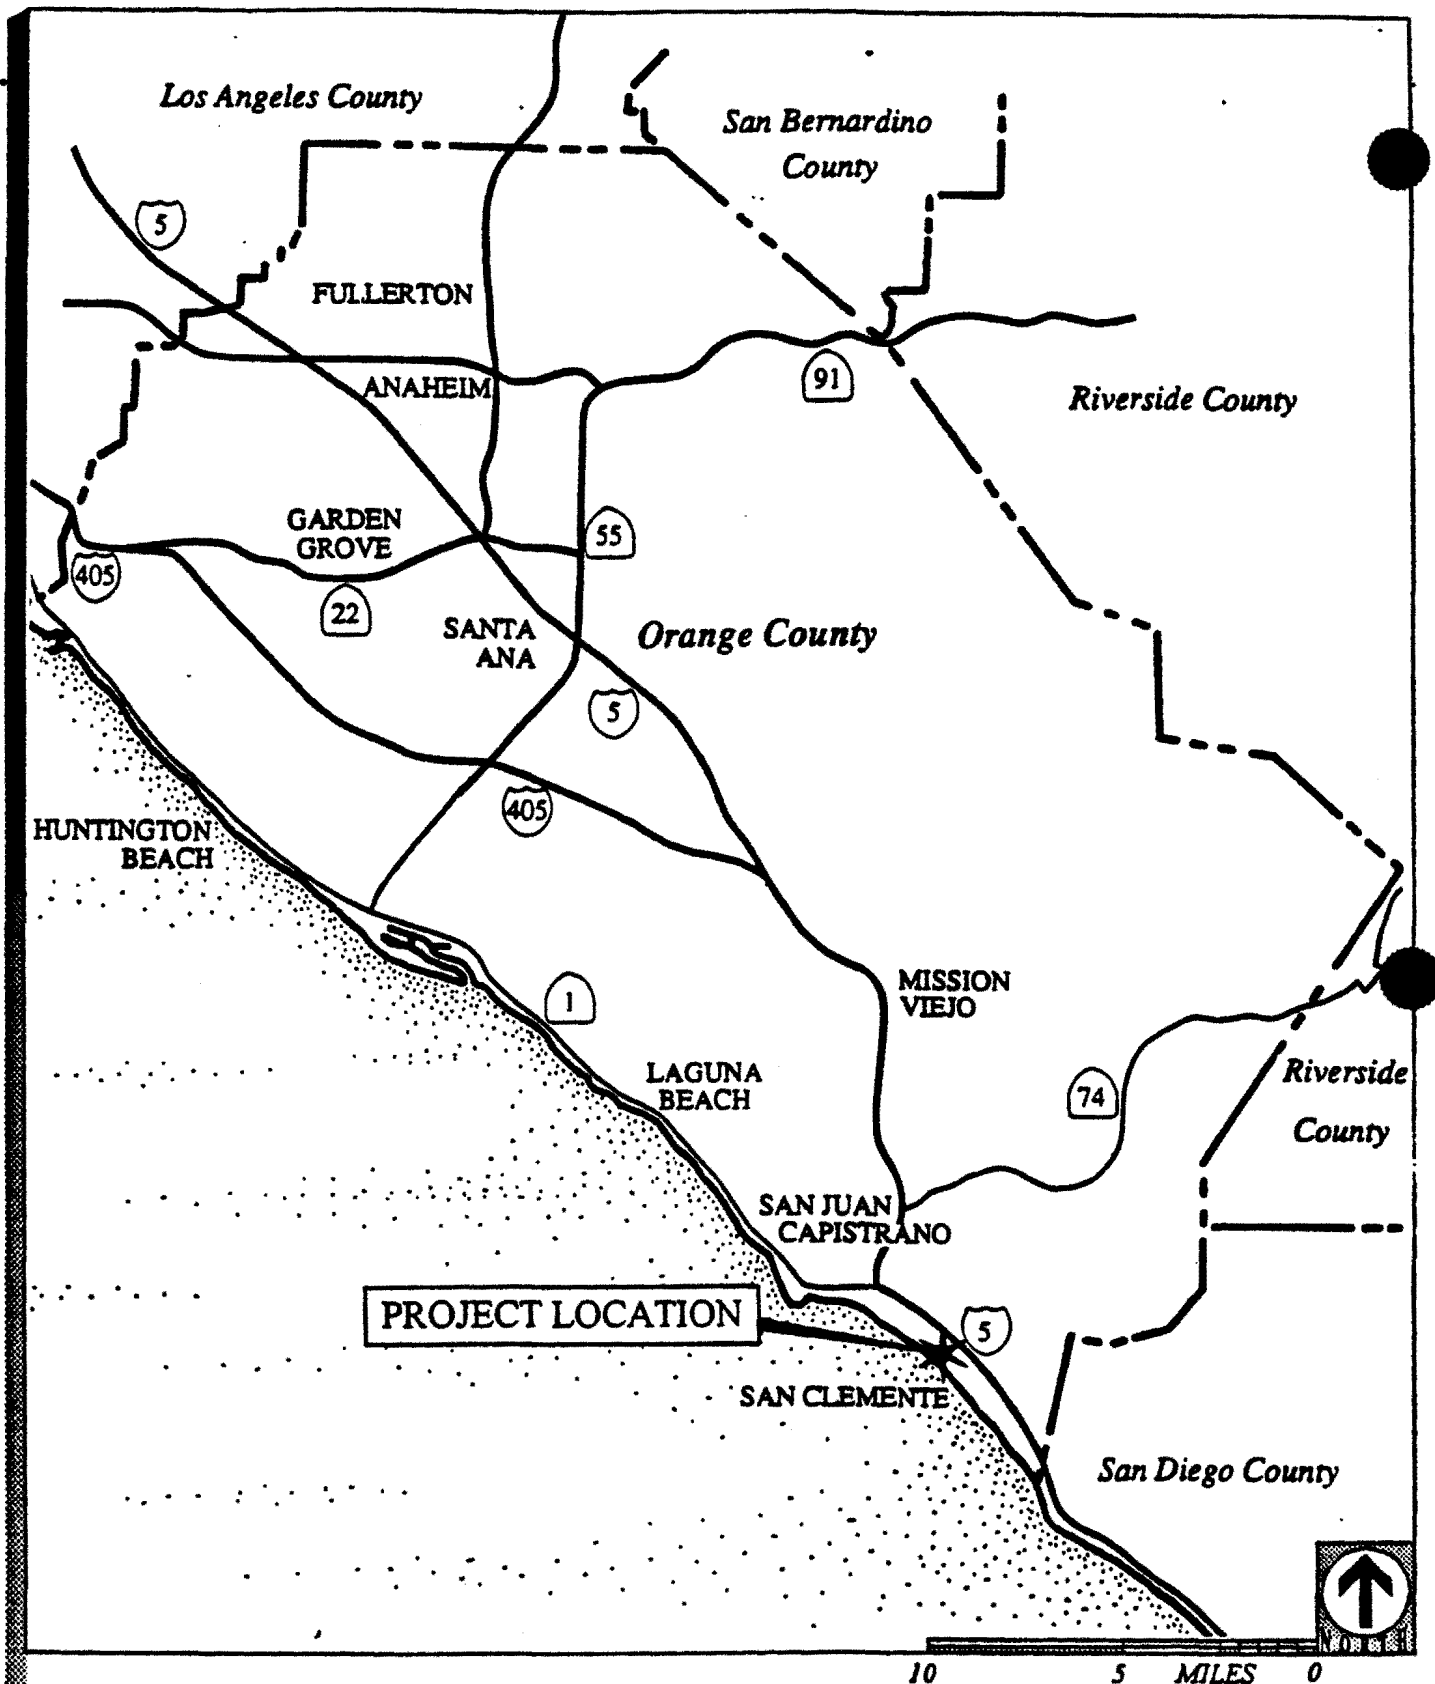 Los Angeles County
San Bernardino
County
5
FULLERTON
91
ANAHEIM
Riverside County
GARDEN
GROVE
55
405
22
SANTA
ANA
Orange County
5
405
HUNTINGTON
BEACH
MISSION
VIEJO
1
LAGUNA
BEACH
74
Riverside
County
SAN JUAN
CAPISTRANO
PROJECT LOCATION
5
SAN CLEMENTE
San Diego County
NORTH
10 5 MILES 0